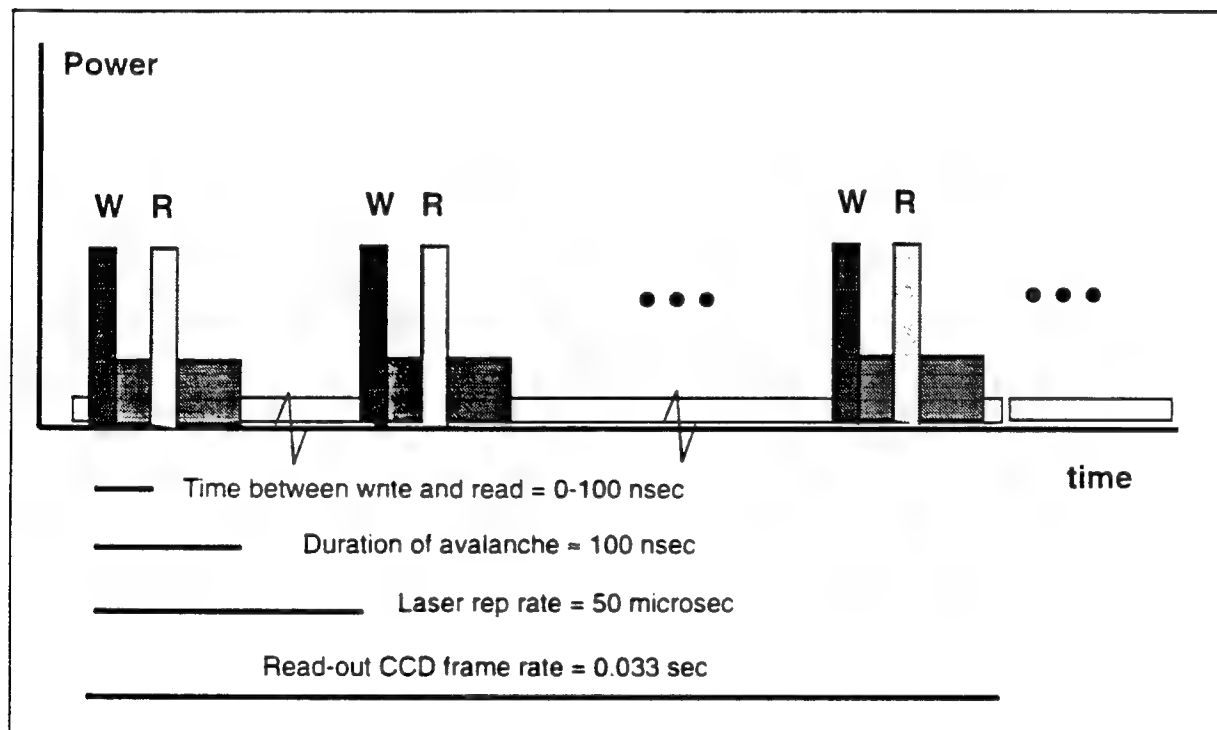 Power
W R W R W R
time
Time between write and read = 0-100 nsec
Duration of avalanche ≈ 100 nsec
Laser rep rate = 50 microsec
Read-out CCD frame rate = 0.033 sec